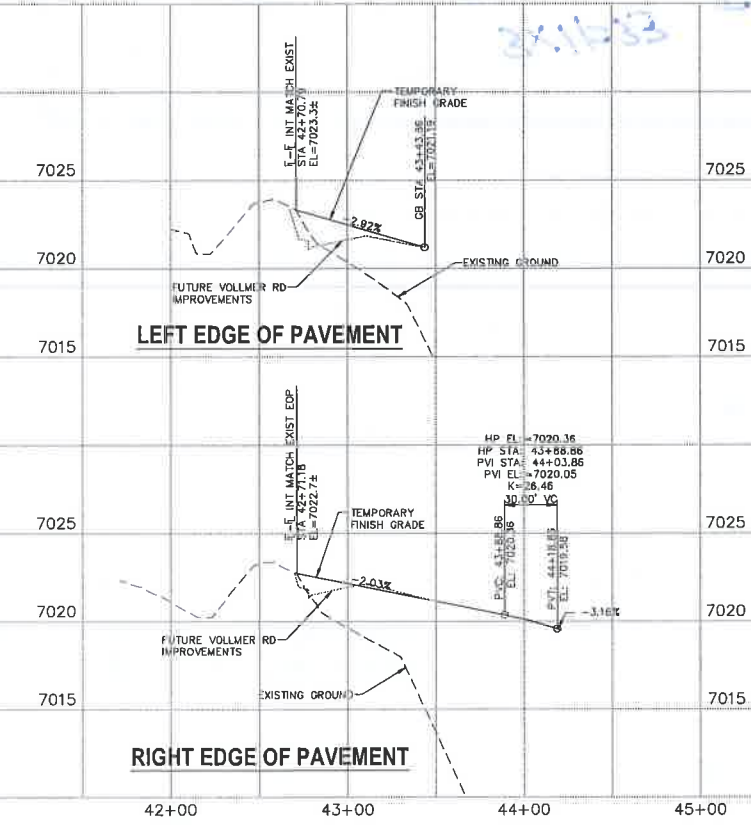 ℄-℄ INT MATCH EXIST
STA 42+70.79
EL=7023.3±
TEMPORARY
FINISH GRADE
GB STA 43+43.86
EL=7021.19
7025
7025
-2.92%
7020
7020
EXISTING GROUND
FUTURE VOLLMER RD
IMPROVEMENTS
LEFT EDGE OF PAVEMENT
7015
7015
℄-℄ INT MATCH EXIST EOP
STA 42+71.18
EL=7022.7±
HP EL =7020.36
HP STA: 43+88.86
PVI STA: 44+03.86
PVI EL =7020.05
K=26.46
30.00' VC
7025
7025
TEMPORARY
FINISH GRADE
PVC: 43+88.86
EL: 7020.36
PVT: 44+18.86
EL: 7019.58
-2.03%
-3.16%
7020
7020
FUTURE VOLLMER RD
IMPROVEMENTS
EXISTING GROUND
7015
7015
RIGHT EDGE OF PAVEMENT
42+00
43+00
44+00
45+00